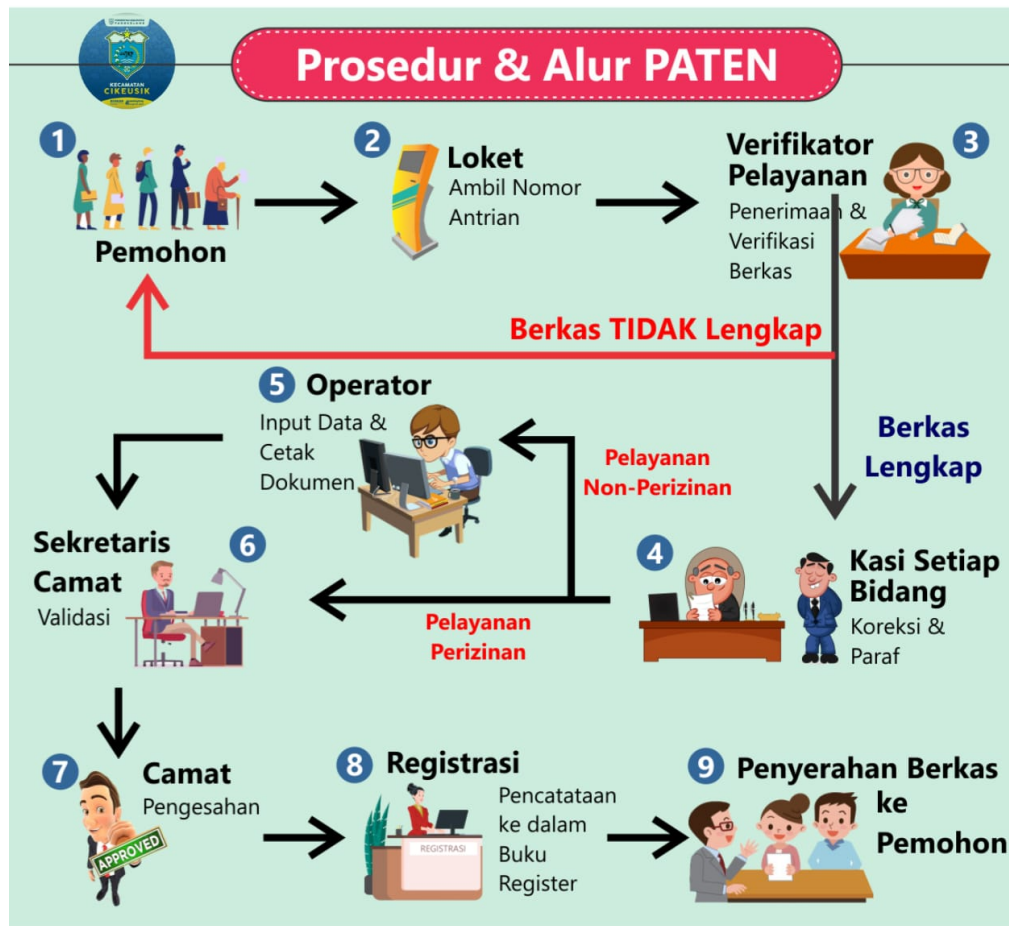 KECAMATAN
CIKEUSIK
Prosedur & Alur PATEN
1
Pemohon
2
Loket
Ambil Nomor
Antrian
3
Verifikator
Pelayanan
Penerimaan &
Verifikasi
Berkas
Berkas TIDAK Lengkap
Berkas
Lengkap
5
Operator
Input Data &
Cetak
Dokumen
Pelayanan
Non-Perizinan
4
Kasi Setiap
Bidang
Koreksi &
Paraf
Sekretaris
Camat
6
Validasi
Pelayanan
Perizinan
7
Camat
Pengesahan
APPROVED
8
Registrasi
Pencatataan
ke dalam
Buku
Register
REGISTRASI
9
Penyerahan Berkas
ke
Pemohon